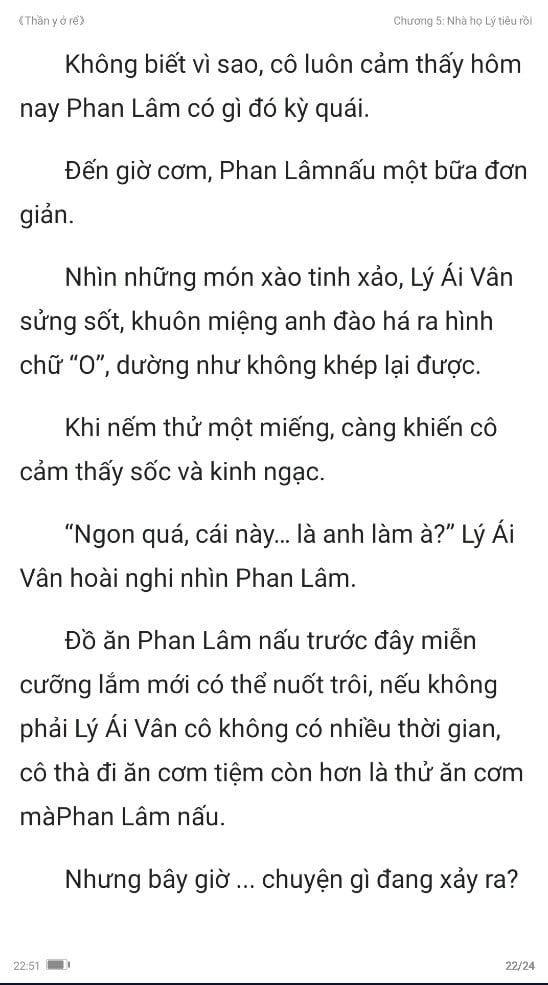 《Thần y ở rể》
Chương 5: Nhà họ Lý tiêu rồi
Không biết vì sao, cô luôn cảm thấy hôm
nay Phan Lâm có gì đó kỳ quái.
Đến giờ cơm, Phan Lâmnấu một bữa đơn
giản.
Nhìn những món xào tinh xảo, Lý Ái Vân
sửng sốt, khuôn miệng anh đào há ra hình
chữ “O”, dường như không khép lại được.
Khi nếm thử một miếng, càng khiến cô
cảm thấy sốc và kinh ngạc.
“Ngon quá, cái này... là anh làm à?” Lý Ái
Vân hoài nghi nhìn Phan Lâm.
Đồ ăn Phan Lâm nấu trước đây miễn
cưỡng lắm mới có thể nuốt trôi, nếu không
phải Lý Ái Vân cô không có nhiều thời gian,
cô thà đi ăn cơm tiệm còn hơn là thử ăn cơm
màPhan Lâm nấu.
Nhưng bây giờ ... chuyện gì đang xảy ra?
22:51
22/24